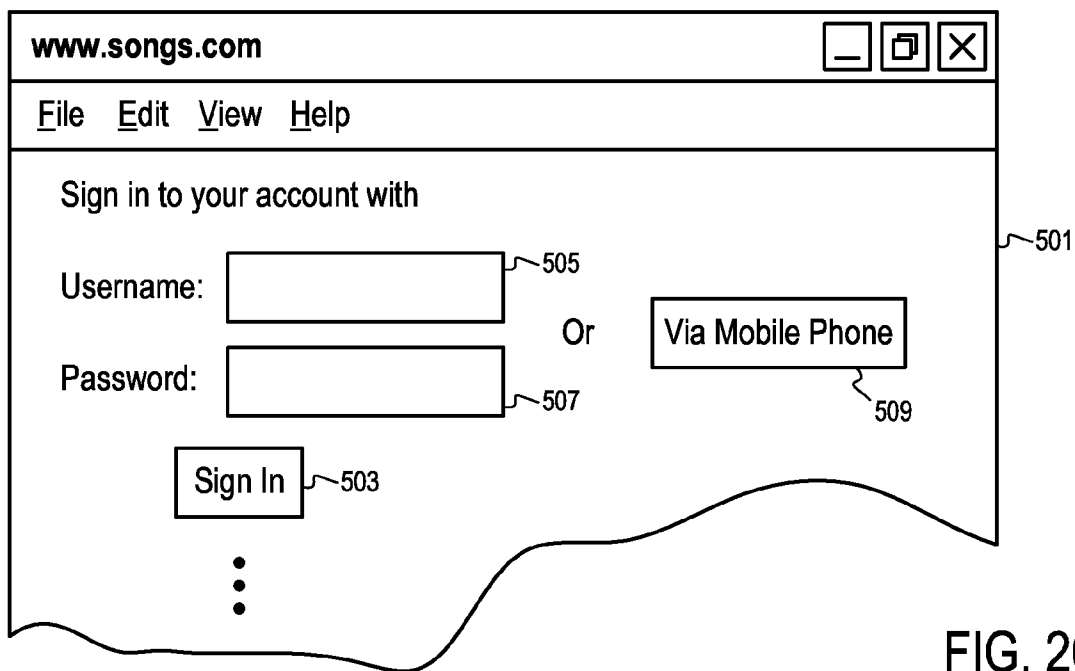 www.songs.com
File Edit View Help
Sign in to your account with
501
Username:
505
Or
Via Mobile Phone
Password:
507
509
Sign In
503
FIG.